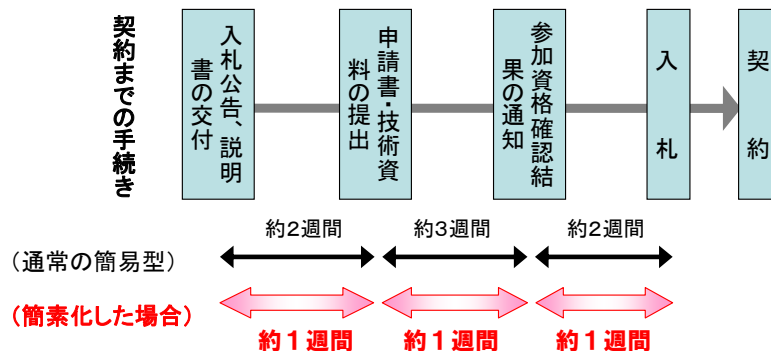 契約までの手続き
入札公告、説明
書の交付
申請書・技術資
料の提出
参加資格確認結
果の通知
入札
契約
約2週間
約3週間
約2週間
（通常の簡易型）
（簡素化した場合）
約１週間
約１週間
約１週間